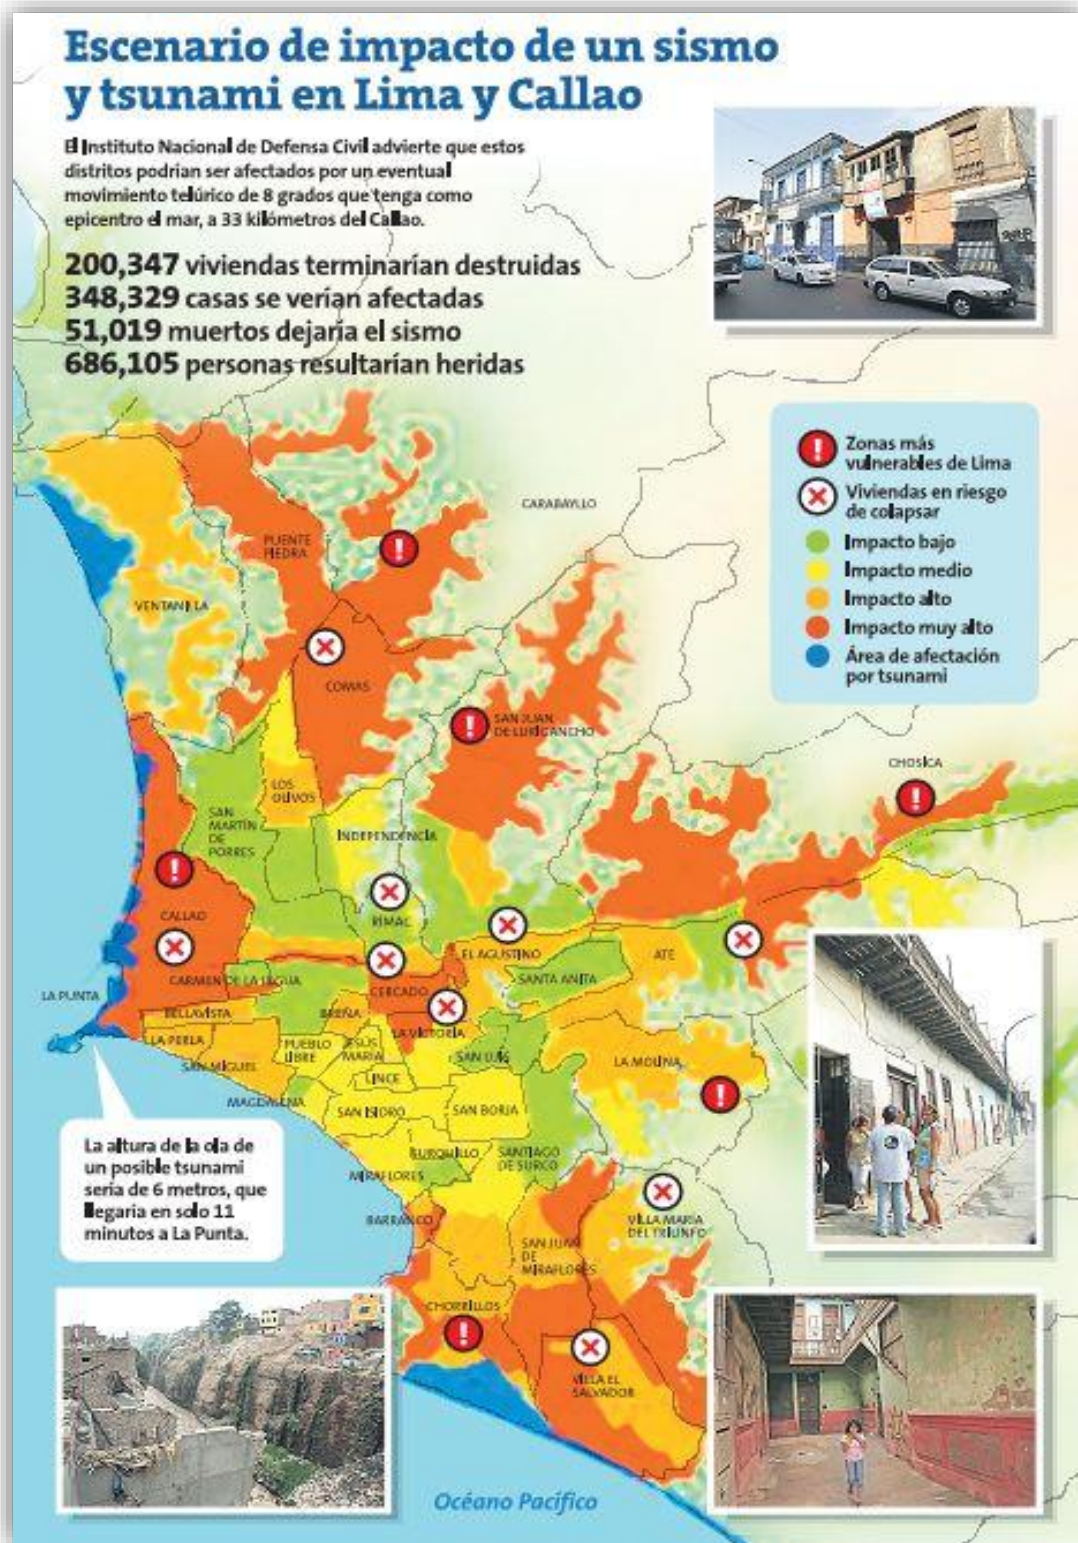 Escenario de impacto de un sismo
y tsunami en Lima y Callao
El Instituto Nacional de Defensa Civil advierte que estos
distritos podrían ser afectados por un eventual
movimiento telúrico de 8 grados que tenga como
epicentro el mar, a 33 kilómetros del Callao.
200,347 viviendas terminarían destruidas
348,329 casas se verían afectadas
51,019 muertos dejaría el sismo
686,105 personas resultarían heridas
Zonas más
vulnerables de Lima
Viviendas en riesgo
de colapsar
Impacto bajo
Impacto medio
Impacto alto
Impacto muy alto
Área de afectación
por tsunami
CARABAYLLO
PUENTE
PIEDRA
VENTANILLA
COMAS
SAN JUAN
DE LURIGANCHO
CHOSICA
LOS
OLIVOS
SAN
MARTÍN
DE
PORRES
INDEPENDENCIA
RIMAC
CALLAO
EL AGUSTINO
ATE
CARMEN DE LA LEGUA
SANTA ANITA
CERCADO
LA PUNTA
BELLAVISTA
BREÑA
LA VICTORIA
LA PERLA
PUEBLO
LIBRE
JESÚS
MARÍA
SAN LUIS
LA MOLINA
SAN MIGUEL
LINCE
MAGDALENA
SAN ISIDRO
SAN BORJA
SURQUILLO
SANTIAGO
DE SURCO
MIRAFLORES
BARRANCO
VILLA MARIA
DEL TRIUNFO
SAN JUAN
DE
MIRAFLORES
CHORRILLOS
VILLA EL
SALVADOR
La altura de la ola de
un posible tsunami
sería de 6 metros, que
llegaría en solo 11
minutos a La Punta.
Océano Pacífico